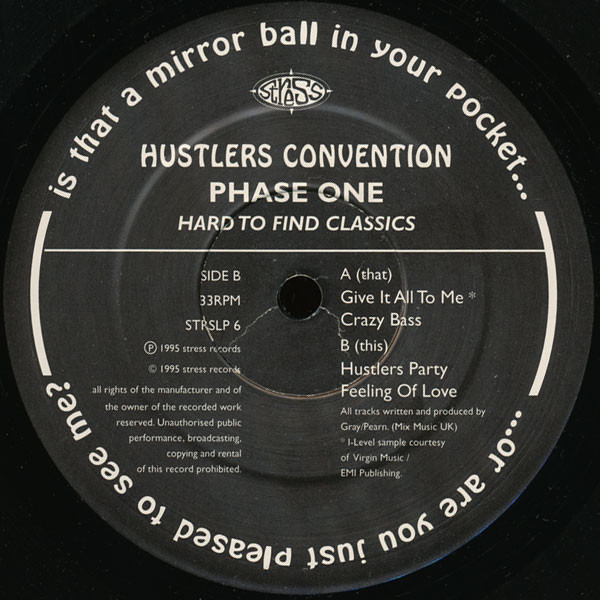 is that a mirror ball in your pocket...
stress
HUSTLERS CONVENTION
PHASE ONE
HARD TO FIND CLASSICS
SIDE B
33RPM
STRSLP 6
℗ 1995 stress records
© 1995 stress records
all rights of the manufacturer and of
the owner of the recorded work
reserved. Unauthorised public
performance, broadcasting,
copying and rental
of this record prohibited.
A (that)
Give It All To Me *
Crazy Bass
B (this)
Hustlers Party
Feeling Of Love
All tracks written and produced by
Gray/Pearn. (Mix Music UK)
* I-Level sample courtesy
of Virgin Music /
EMI Publishing.
...or are you just pleased to see me?